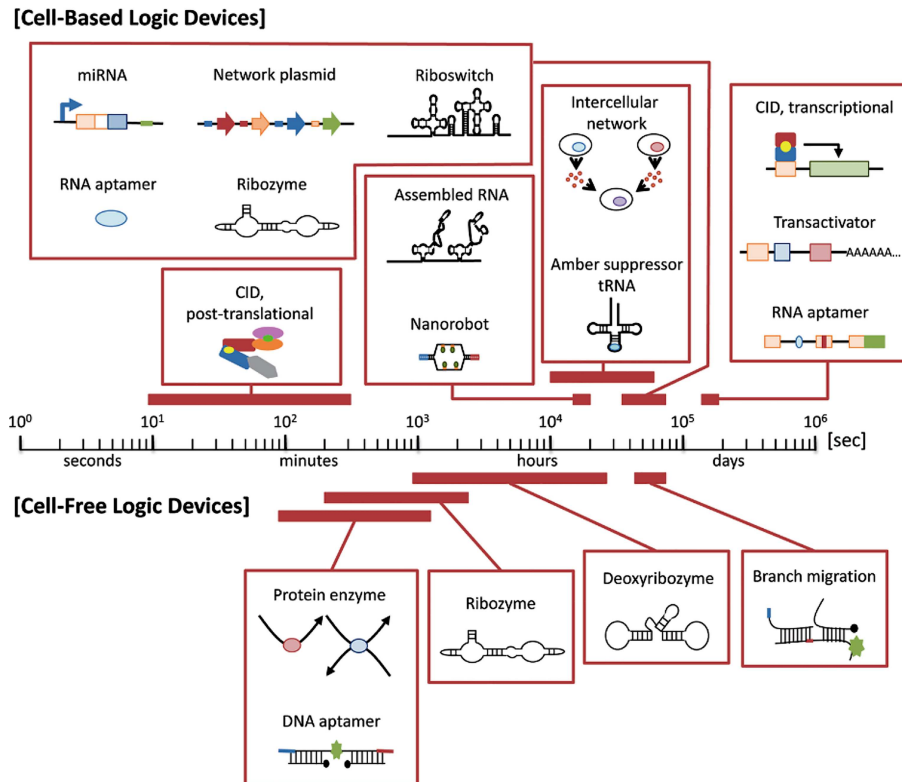 [Cell-Based Logic Devices]
miRNA
Network plasmid
Riboswitch
RNA aptamer
Ribozyme
CID,
post-translational
Assembled RNA
Nanorobot
Intercellular
network
Amber suppressor
tRNA
CID, transcriptional
Transactivator
AAAAAA...
RNA aptamer
10⁰ 10¹ 10² 10³ 10⁴ 10⁵ 10⁶
[sec]
seconds minutes hours days
[Cell-Free Logic Devices]
Protein enzyme
DNA aptamer
Ribozyme
Deoxyribozyme
Branch migration